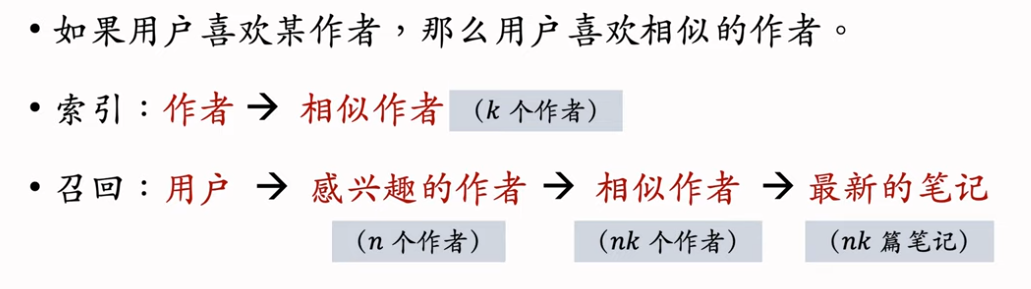 • 如果用户喜欢某作者，那么用户喜欢相似的作者。
• 索引：作者 → 相似作者 （k 个作者）
• 召回：用户 → 感兴趣的作者 → 相似作者 → 最新的笔记
（n 个作者） （nk 个作者） （nk 篇笔记）